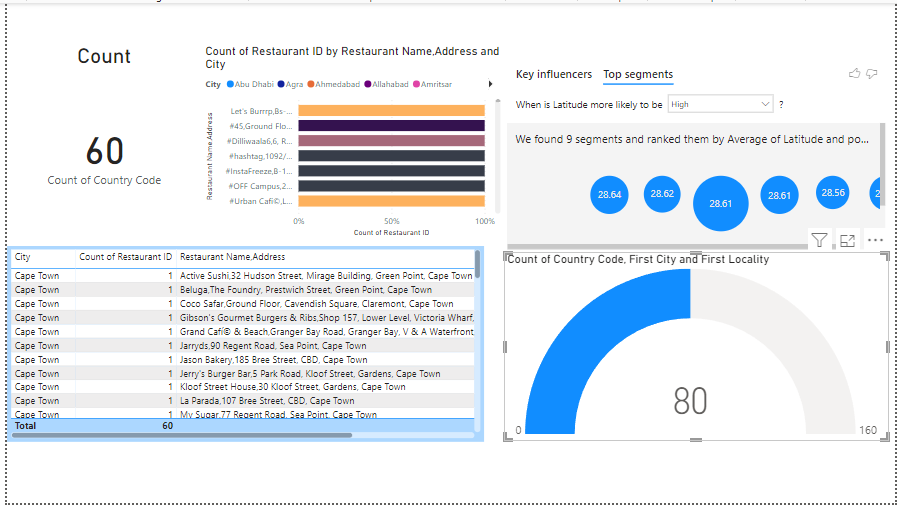 Count
60
Count of Country Code
Count of Restaurant ID by Restaurant Name,Address and
City
City Abu Dhabi Agra Ahmedabad Allahabad Amritsar
Restaurant Name,Address
Let's Burrrp,Bs-...
#45,Ground Flo...
#Dilliwaala6,6, R...
#hashtag,1092/...
#InstaFreeze,B-1...
#OFF Campus,2...
#Urban Café©,L...
0% 50% 100%
Count of Restaurant ID
Key influencers Top segments
When is Latitude more likely to be High ?
We found 9 segments and ranked them by Average of Latitude and po...
28.64 28.62 28.61 28.61 28.56 2
City Count of Restaurant ID Restaurant Name,Address
Cape Town 1 Active Sushi,32 Hudson Street, Mirage Building, Green Point, Cape Town
Cape Town 1 Beluga,The Foundry, Prestwich Street, Green Point, Cape Town
Cape Town 1 Coco Safar,Ground Floor, Cavendish Square, Claremont, Cape Town
Cape Town 1 Gibson's Gourmet Burgers & Ribs,Shop 157, Lower Level, Victoria Wharf,
Cape Town 1 Grand Café© & Beach,Granger Bay Road, Granger Bay, V & A Waterfront
Cape Town 1 Jarryds,90 Regent Road, Sea Point, Cape Town
Cape Town 1 Jason Bakery,185 Bree Street, CBD, Cape Town
Cape Town 1 Jerry's Burger Bar,5 Park Road, Kloof Street, Gardens, Cape Town
Cape Town 1 Kloof Street House,30 Kloof Street, Gardens, Cape Town
Cape Town 1 La Parada,107 Bree Street, CBD, Cape Town
Cape Town 1 My Sugar,77 Regent Road, Sea Point, Cape Town
Total 60
Count of Country Code, First City and First Locality
80
0 160